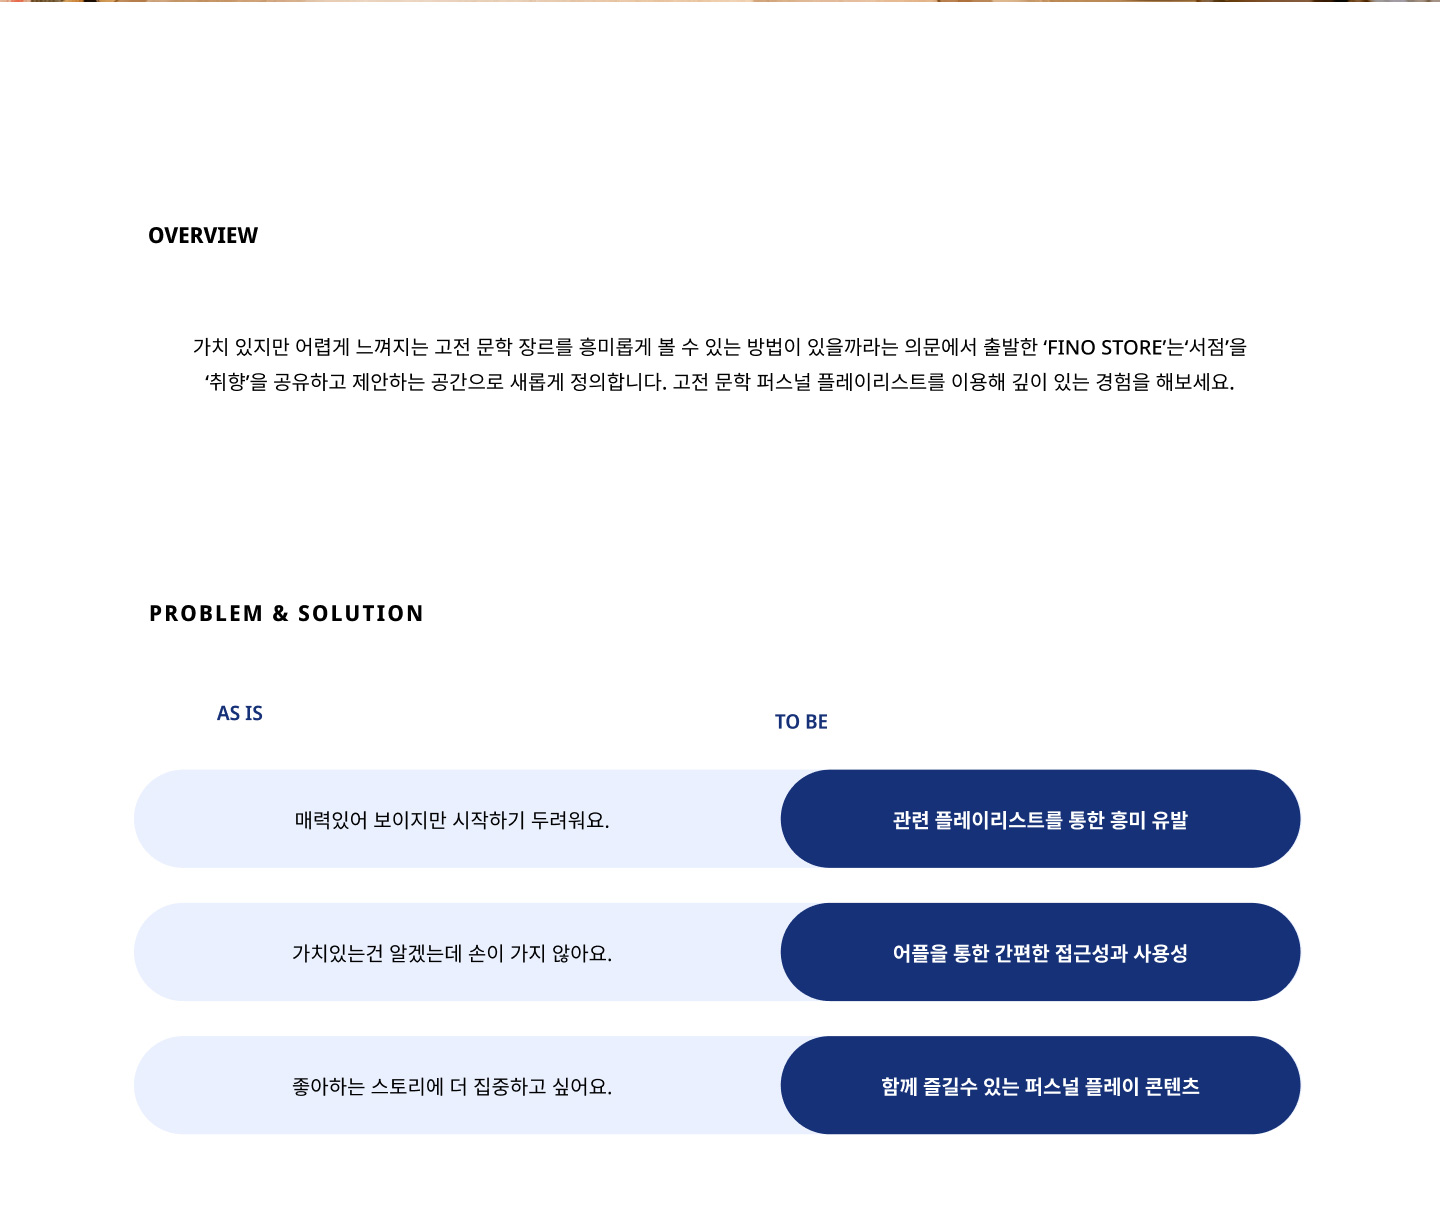 OVERVIEW
가치 있지만 어렵게 느껴지는 고전 문학 장르를 흥미롭게 볼 수 있는 방법이 있을까라는 의문에서 출발한 ‘FINO STORE’는‘서점’을
‘취향’을 공유하고 제안하는 공간으로 새롭게 정의합니다. 고전 문학 퍼스널 플레이리스트를 이용해 깊이 있는 경험을 해보세요.
PROBLEM & SOLUTION
AS IS
TO BE
매력있어 보이지만 시작하기 두려워요.
관련 플레이리스트를 통한 흥미 유발
가치있는건 알겠는데 손이 가지 않아요.
어플을 통한 간편한 접근성과 사용성
좋아하는 스토리에 더 집중하고 싶어요.
함께 즐길수 있는 퍼스널 플레이 콘텐츠